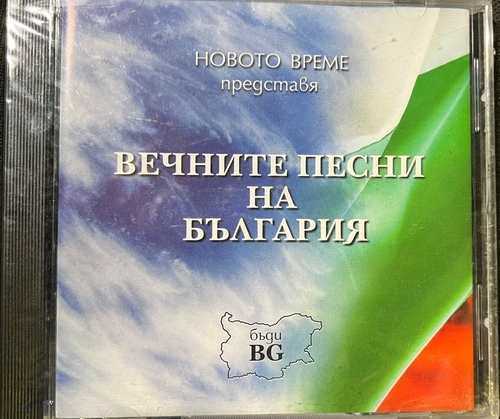 НОВОТО ВРЕМЕ
представя
ВЕЧНИТЕ ПЕСНИ
НА
БЪЛГАРИЯ
бъди
BG